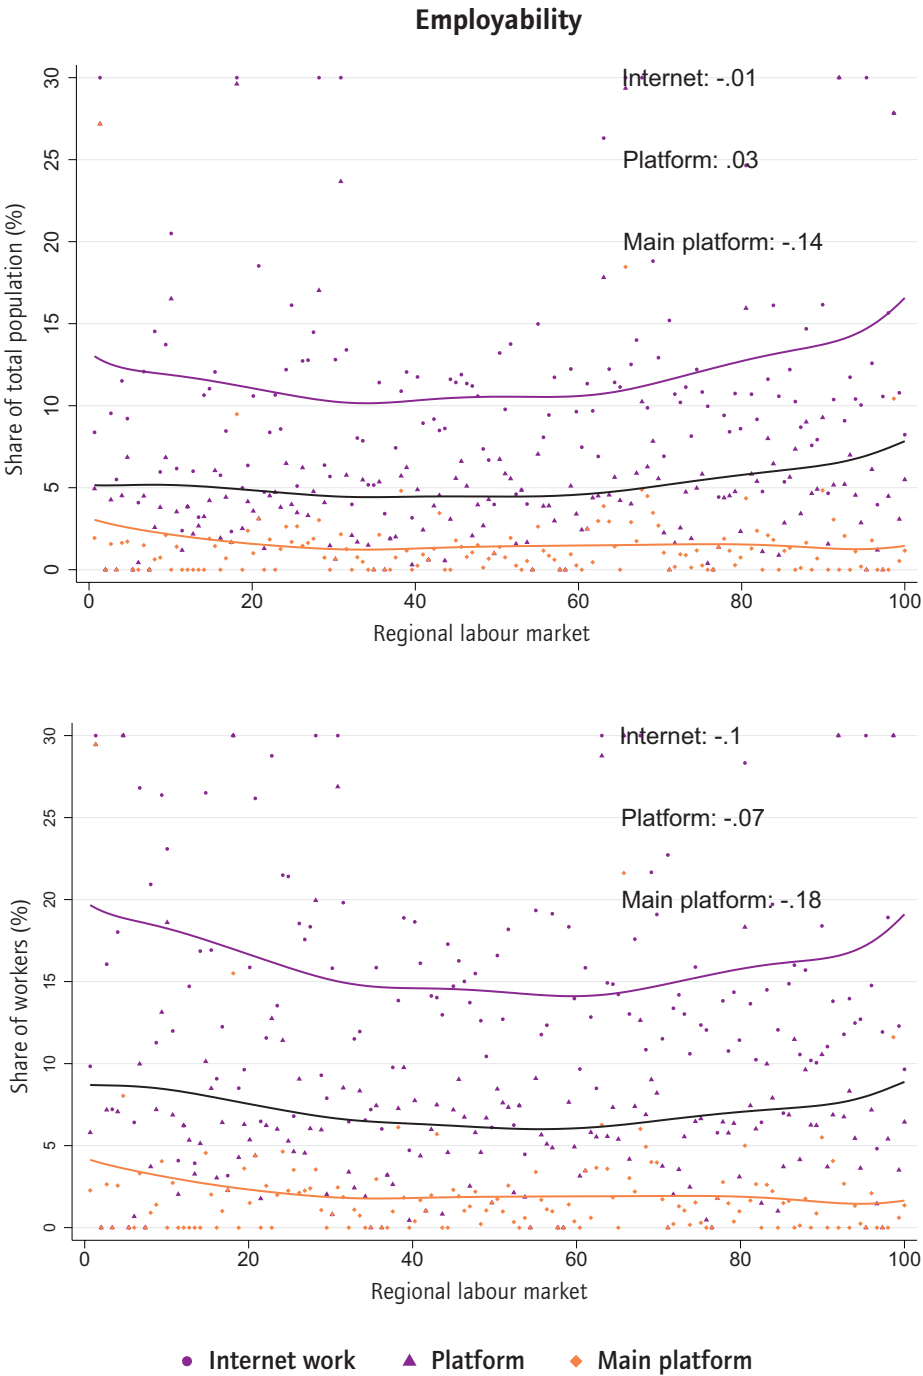 Employability
Share of total population (%)
30
25
20
15
10
5
0
Internet: -.01
Platform: .03
Main platform: -.14
0 20 40 60 80 100
Regional labour market
Share of workers (%)
30
25
20
15
10
5
0
Internet: -.1
Platform: -.07
Main platform: -.18
0 20 40 60 80 100
Regional labour market
Internet work Platform Main platform